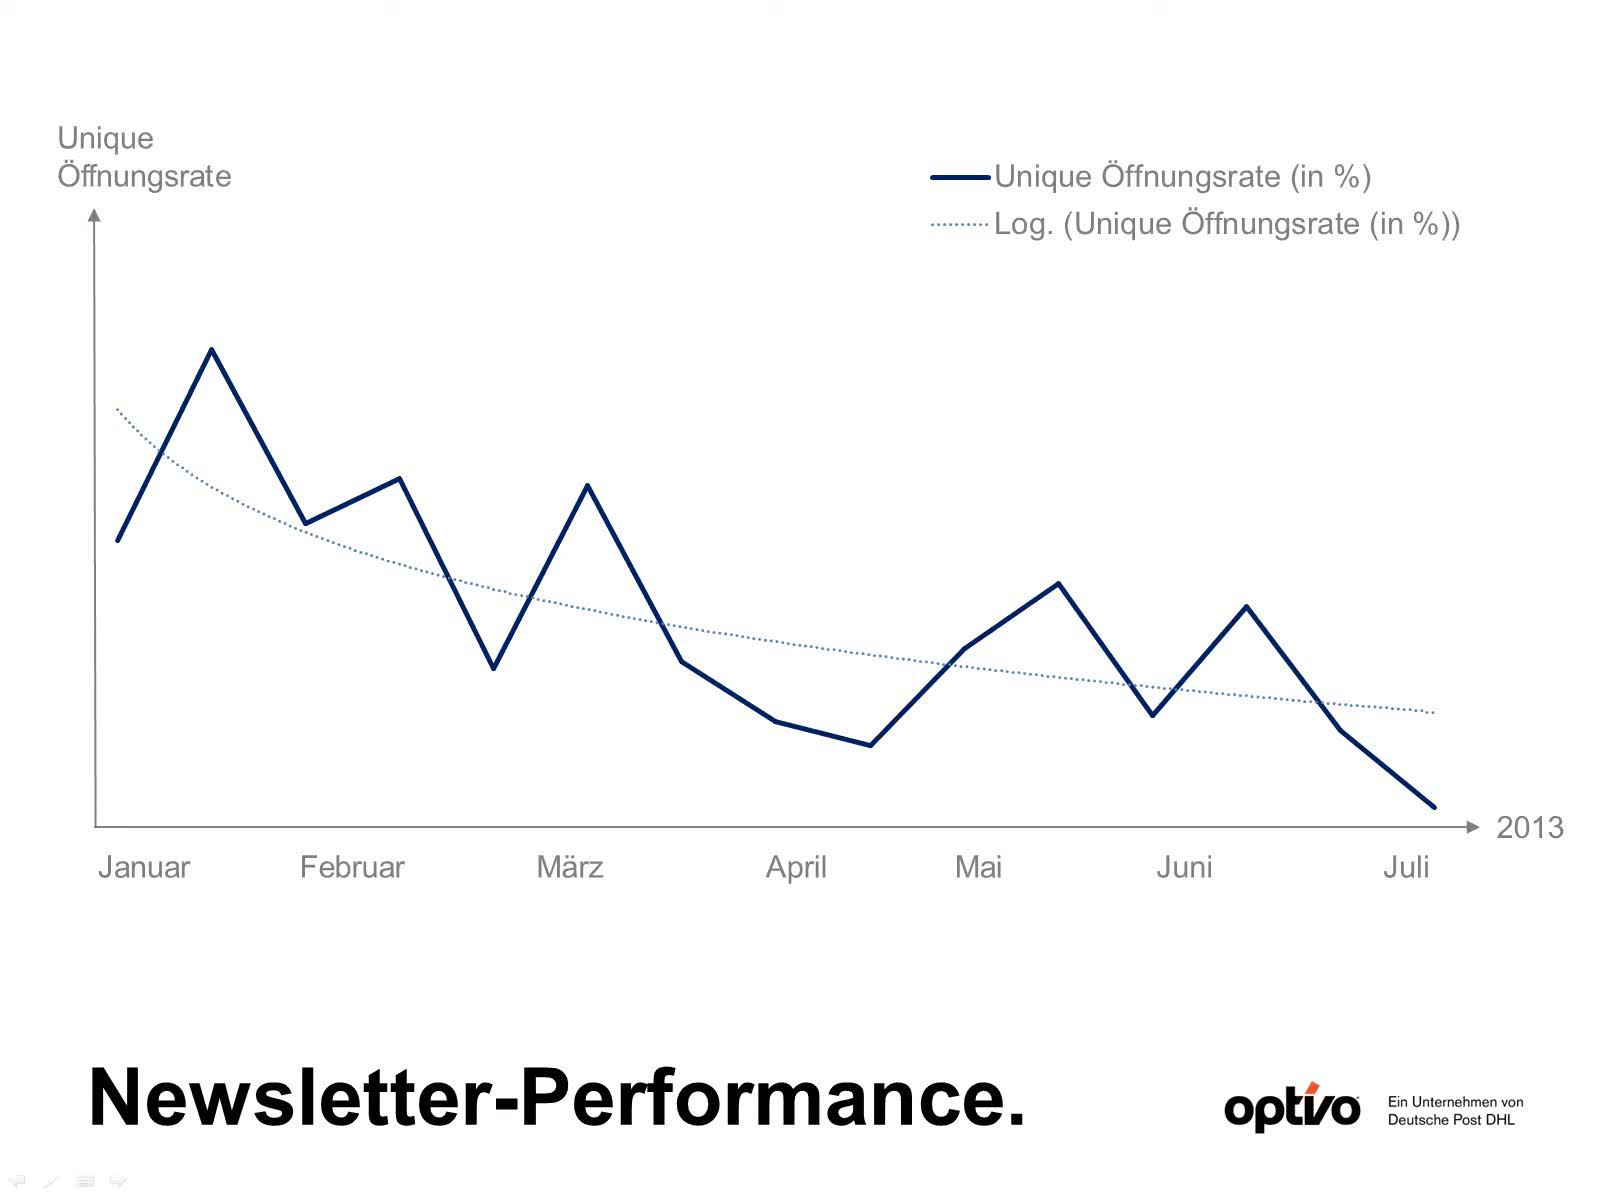 Unique
Öffnungsrate
Unique Öffnungsrate (in %)
Log. (Unique Öffnungsrate (in %))
2013
Januar Februar März April Mai Juni Juli
Newsletter-Performance.
optivo
Ein Unternehmen von
Deutsche Post DHL